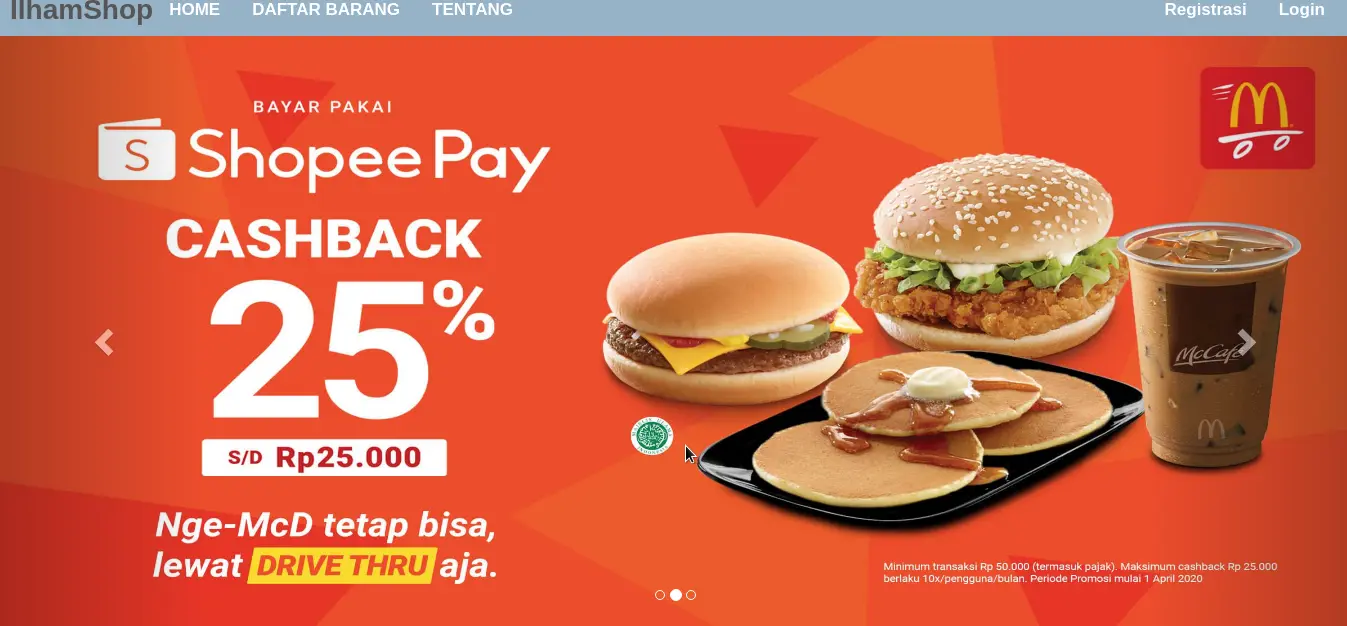 IlhamShop HOME DAFTAR BARANG TENTANG Registrasi Login
BAYAR PAKAI
S ShopeePay
CASHBACK
25%
S/D Rp25.000
Nge-McD tetap bisa,
lewat DRIVE THRU aja.
McCafé
Minimum transaksi Rp 50.000 (termasuk pajak). Maksimum cashback Rp 25.000
berlaku 10x/pengguna/bulan. Periode Promosi mulai 1 April 2020